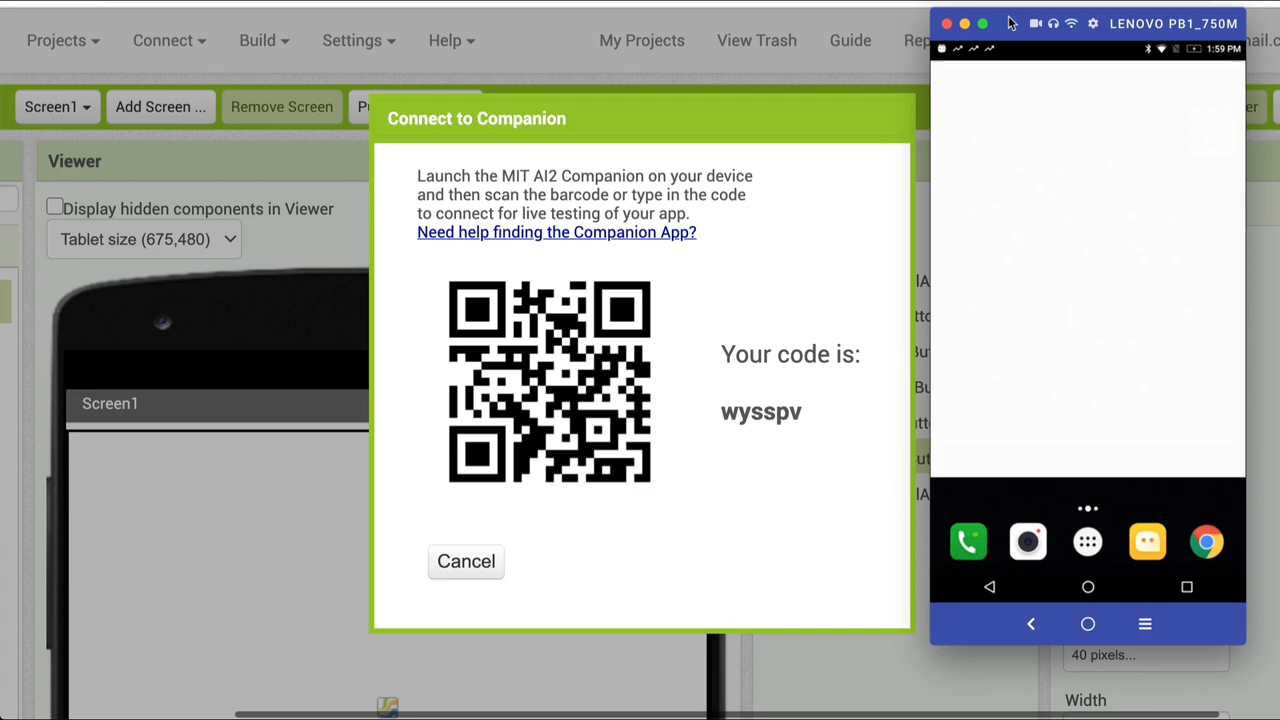 LENOVO PB1_750M
1:59 PM
Projects Connect Build Settings Help My Projects View Trash Guide
Screen1 Add Screen ... Remove Screen
Connect to Companion
Viewer
Launch the MIT AI2 Companion on your device
and then scan the barcode or type in the code
to connect for live testing of your app.
Need help finding the Companion App?
Display hidden components in Viewer
Tablet size (675,480)
Your code is:
wysspv
Screen1
Cancel
40 pixels...
Width